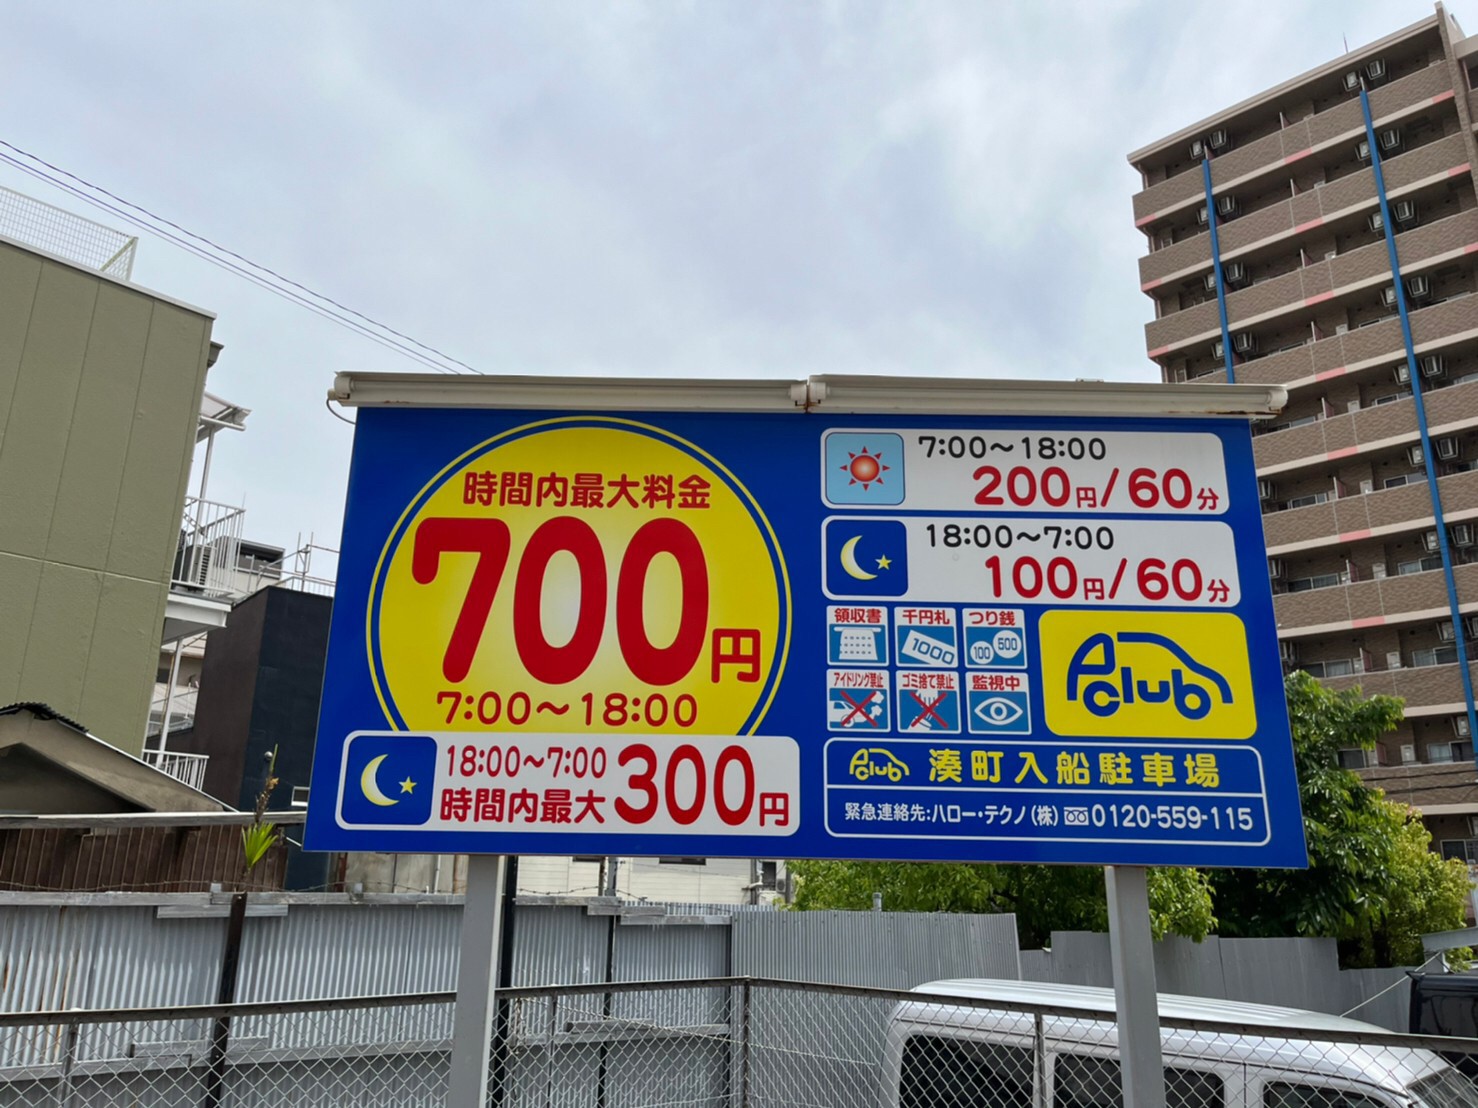 時間内最大料金
700円
7:00～18:00
18:00～7:00
時間内最大 300円
7:00～18:00
200円/60分
18:00～7:00
100円/60分
領収書 千円札 つり銭
1000 100 500
アイドリング禁止 ゴミ捨て禁止 監視中
Pclub
Pclub 湊町入船駐車場
緊急連絡先:ハロー・テクノ(株) 0120-559-115